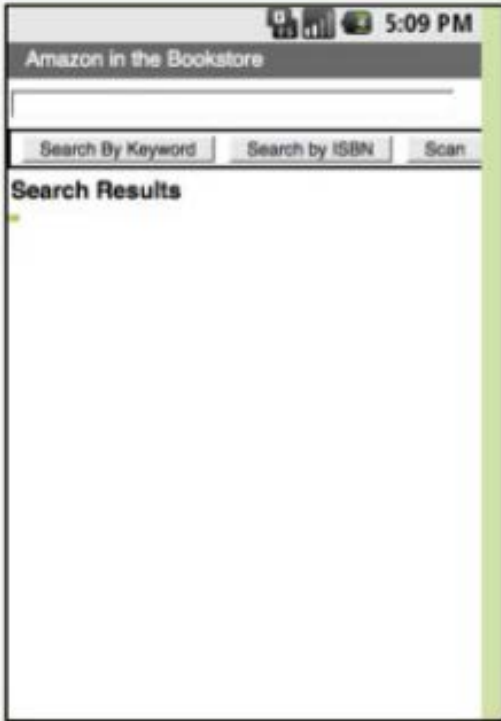 5:09 PM
Amazon in the Bookstore
Search By Keyword Search by ISBN Scan
Search Results